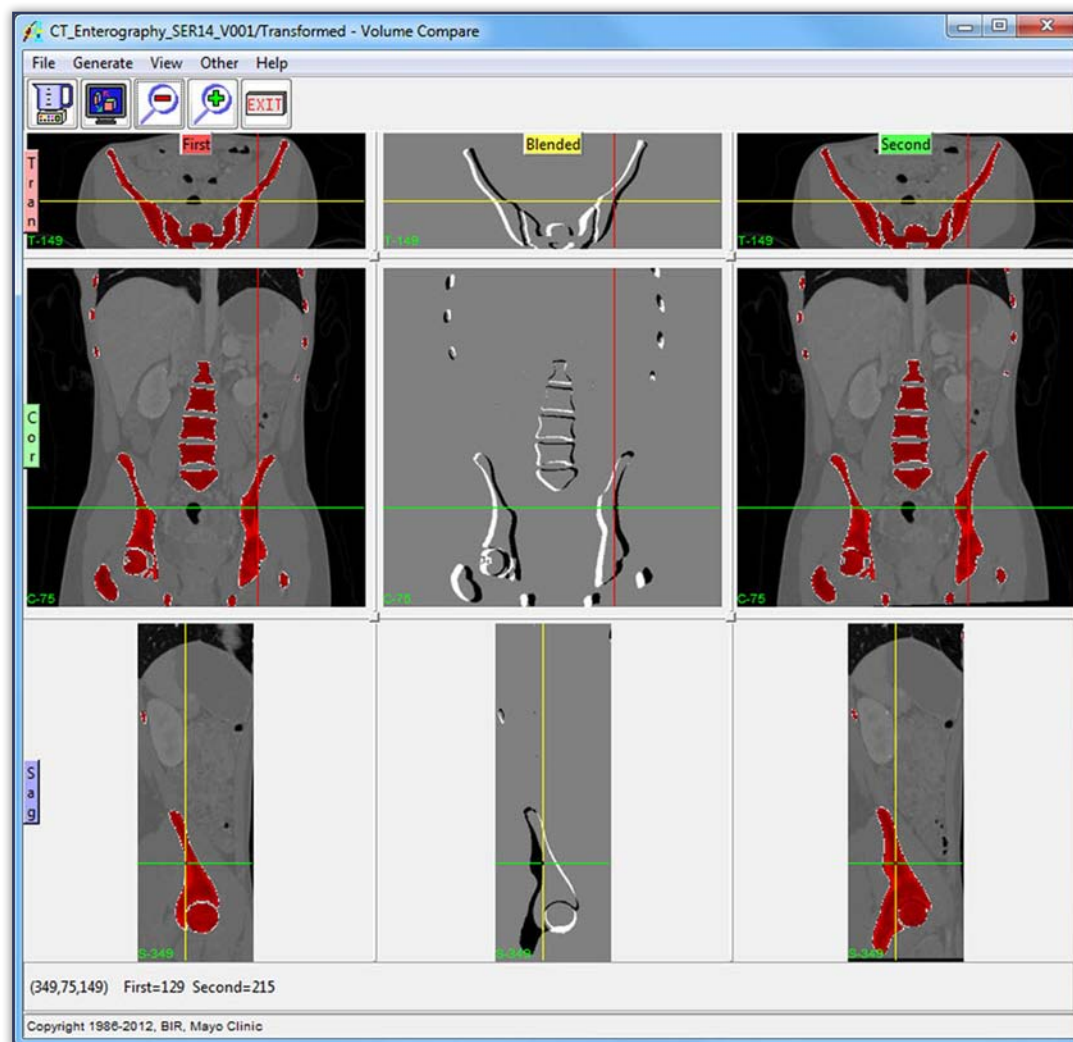 CT_Enterography_SER14_V001/Transformed - Volume Compare
File Generate View Other Help
EXIT
First Blended Second
Tran
T-149 T-149 T-149
Cor
C-75 C-75 C-75
Sag
S-349 S-349 S-349
(349,75,149) First=129 Second=215
Copyright 1986-2012, BIR, Mayo Clinic